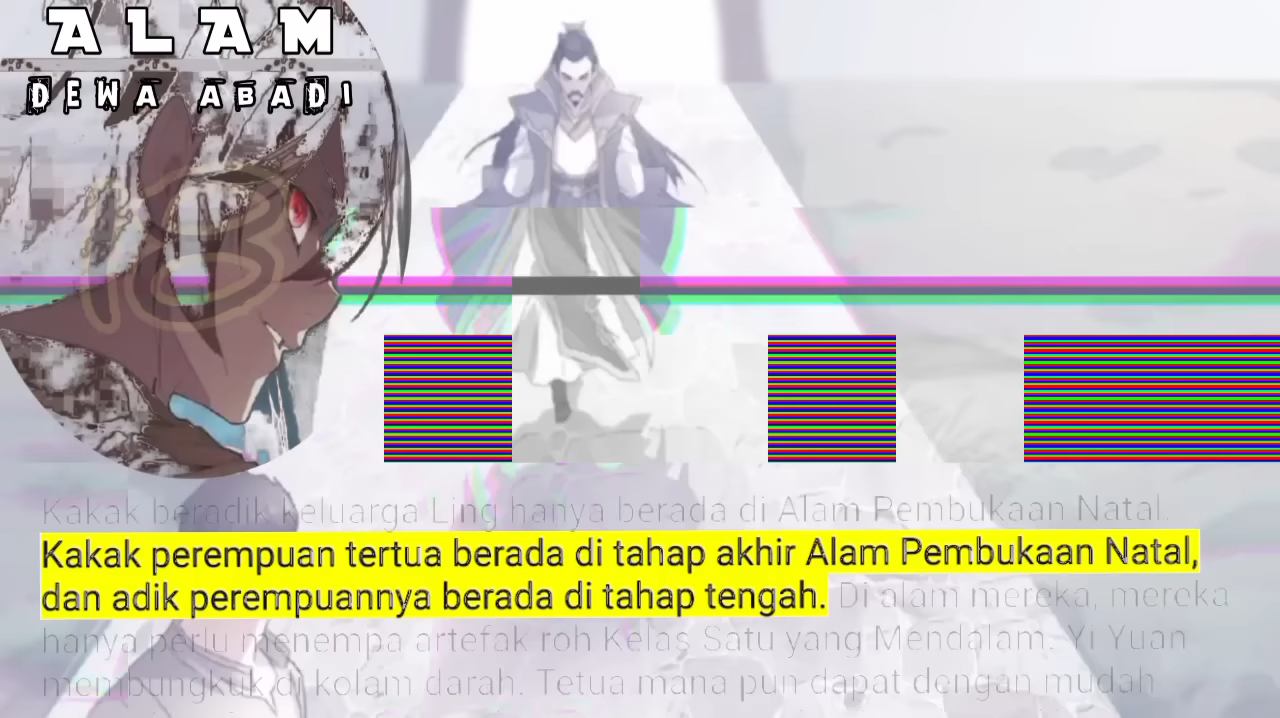 ALAM
DEWA ABADI
18
Kakak beradik keluarga Ling hanya berada di Alam Pembukaan Natal.
Kakak perempuan tertua berada di tahap akhir Alam Pembukaan Natal,
dan adik perempuannya berada di tahap tengah. Di alam mereka, mereka
hanya perlu menempa artefak roh Kelas Satu yang Mendalam. Yi Yuan
membungkuk di kolam darah. Tetua mana pun dapat dengan mudah